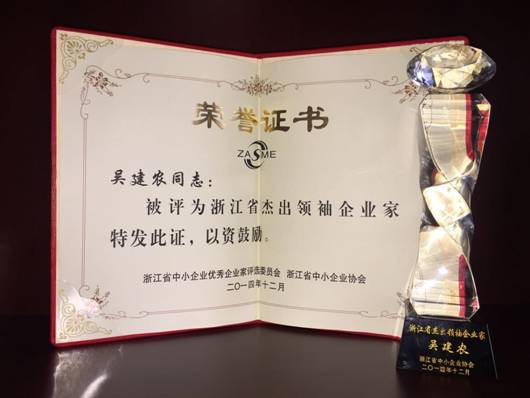 荣誉证书
ZASME
吴建农同志：
被评为浙江省杰出领袖企业家
特发此证，以资鼓励。
浙江省中小企业优秀企业家评选委员会 浙江省中小企业协会
二〇一四年十二月
浙江省杰出领袖企业家
吴建农
浙江省中小企业协会
二〇一四年十二月